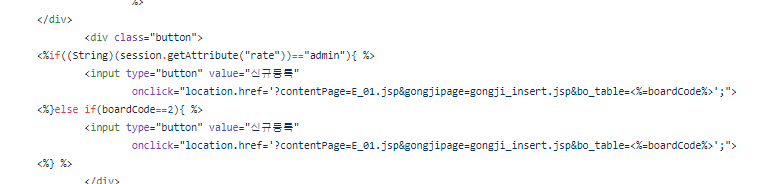 %>
</div>
<div class="button">
<%if((String)(session.getAttribute("rate"))=="admin"){ %>
<input type="button" value="신규등록"
onclick="location.href='?contentPage=E_01.jsp&gongjipage=gongji_insert.jsp&bo_table=<%=boardCode%>';">
<%}else if(boardCode==2){ %>
<input type="button" value="신규등록"
onclick="location.href='?contentPage=E_01.jsp&gongjipage=gongji_insert.jsp&bo_table=<%=boardCode%>';">
<%} %>
</div>